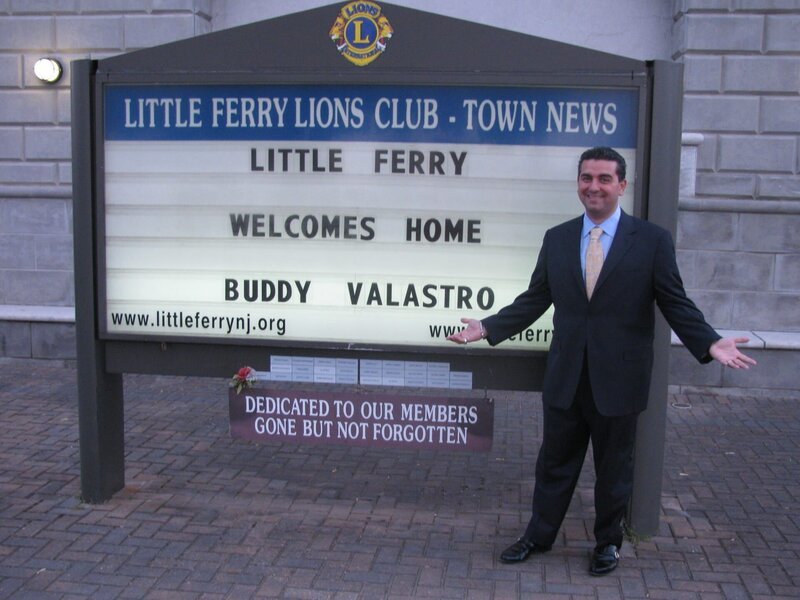 LIONS
L
INTERNATIONAL
LITTLE FERRY LIONS CLUB - TOWN NEWS
LITTLE FERRY
WELCOMES HOME
BUDDY VALASTRO
www.littleferrynj.org
DEDICATED TO OUR MEMBERS
GONE BUT NOT FORGOTTEN